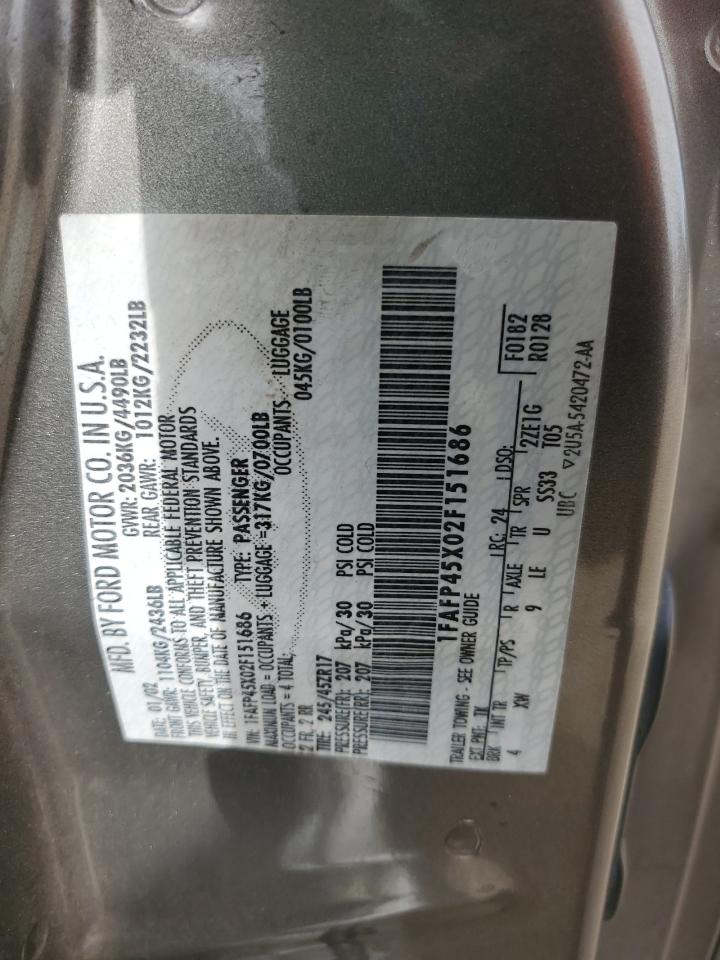 MFD. BY FORD MOTOR CO. IN U.S.A.
DATE: 01/02 GVWR: 2036KG/4490LB
FRONT GAWR: 1104KG/2436LB REAR GAWR: 1012KG/2232LB
THIS VEHICLE CONFORMS TO ALL APPLICABLE FEDERAL MOTOR
VEHICLE SAFETY, BUMPER, AND THEFT PREVENTION STANDARDS
IN EFFECT ON THE DATE OF MANUFACTURE SHOWN ABOVE.
VIN: 1FAFP45X02F151686 TYPE: PASSENGER
MAXIMUM LOAD = OCCUPANTS + LUGGAGE =317KG/0700LB
OCCUPANTS = 4 TOTAL; OCCUPANTS LUGGAGE
2 FR, 2 RR 045KG/0100LB
TIRE: 245/45ZR17
PRESSURE(FR): 207 kPa/30 PSI COLD
PRESSURE(RR): 207 kPa/30 PSI COLD
1FAFP45X02F151686
TRAILER TOWING - SEE OWNER GUIDE
EXT PNT: TK RC: 24 DSO: F01B2
BRK INT TR TP/PS R AXLE TR SPR R0128
4 XW 9 LE U SS33 2ZE1G
T05
UBC ▽2U5A-5420472-AA